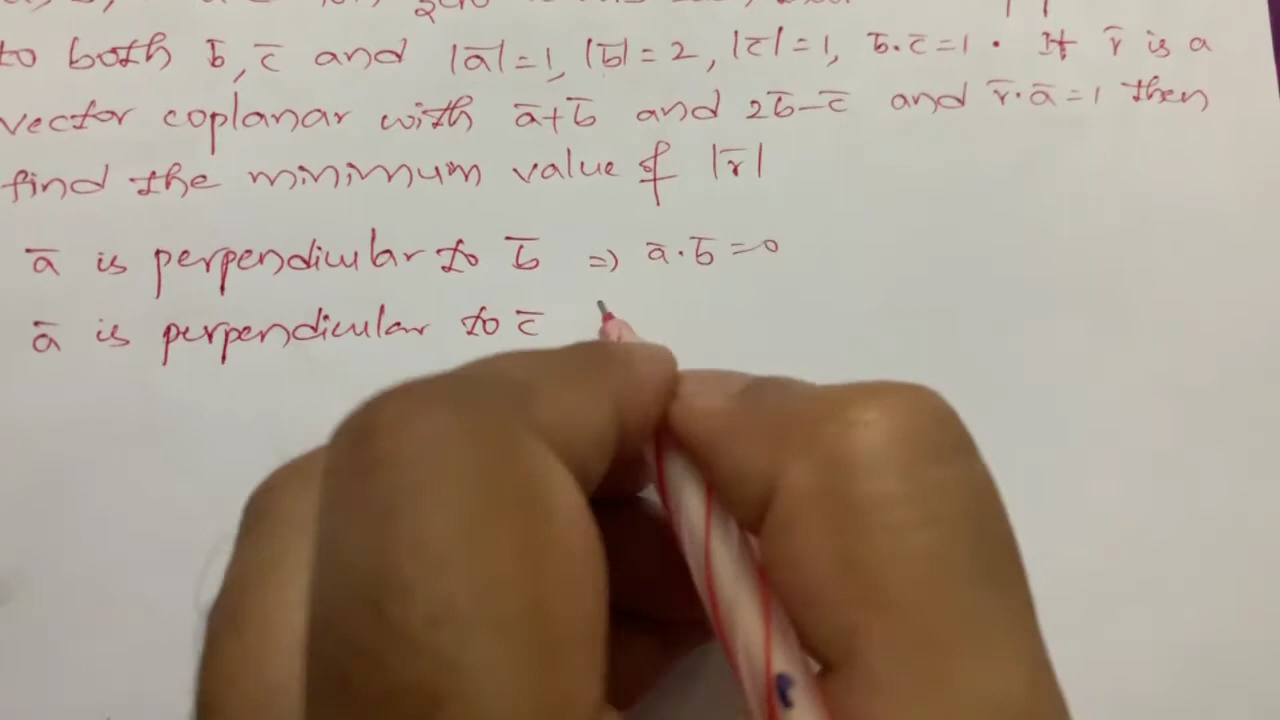 to both b̅, c̅ and |a̅|=1, |b̅|=2, |c̅|=1, b̅.c̅=1. If r̅ is a
vector coplanar with a̅+b̅ and 2b̅-c̅ and r̅.a̅=1 then
find the minimum value of |r̅|
a̅ is perpendicular to b̅ => a̅.b̅=0
a̅ is perpendicular to c̅